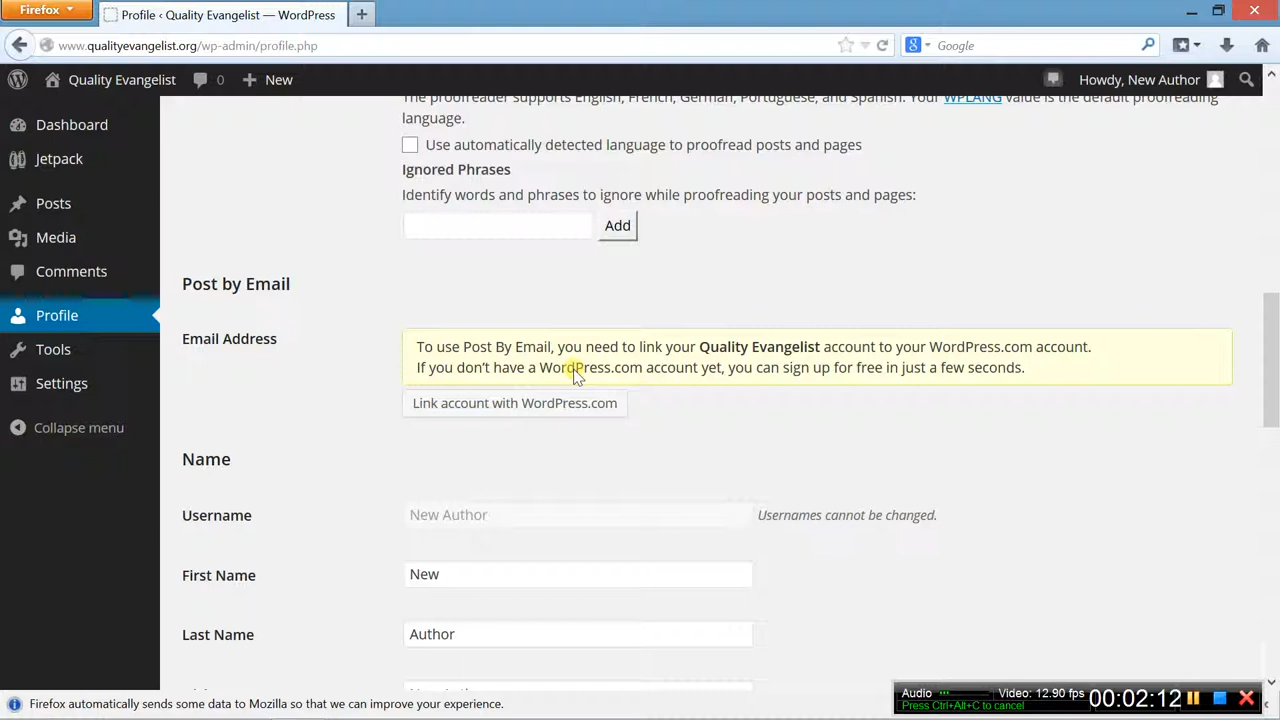 Firefox
Profile ‹ Quality Evangelist — WordPress
www.qualityevangelist.org/wp-admin/profile.php
Google
Quality Evangelist
0
New
Howdy, New Author
The proofreader supports English, French, German, Portuguese, and Spanish. Your WPLANG value is the default proofreading
language.
Use automatically detected language to proofread posts and pages
Ignored Phrases
Identify words and phrases to ignore while proofreading your posts and pages:
Add
Dashboard
Jetpack
Posts
Media
Comments
Profile
Tools
Settings
Collapse menu
Post by Email
Email Address
To use Post By Email, you need to link your Quality Evangelist account to your WordPress.com account.
If you don't have a WordPress.com account yet, you can sign up for free in just a few seconds.
Link account with WordPress.com
Name
Username
New Author
Usernames cannot be changed.
First Name
New
Last Name
Author
Firefox automatically sends some data to Mozilla so that we can improve your experience.
Audio
Video: 12.90 fps
Press Ctrl+Alt+C to cancel
00:02:12